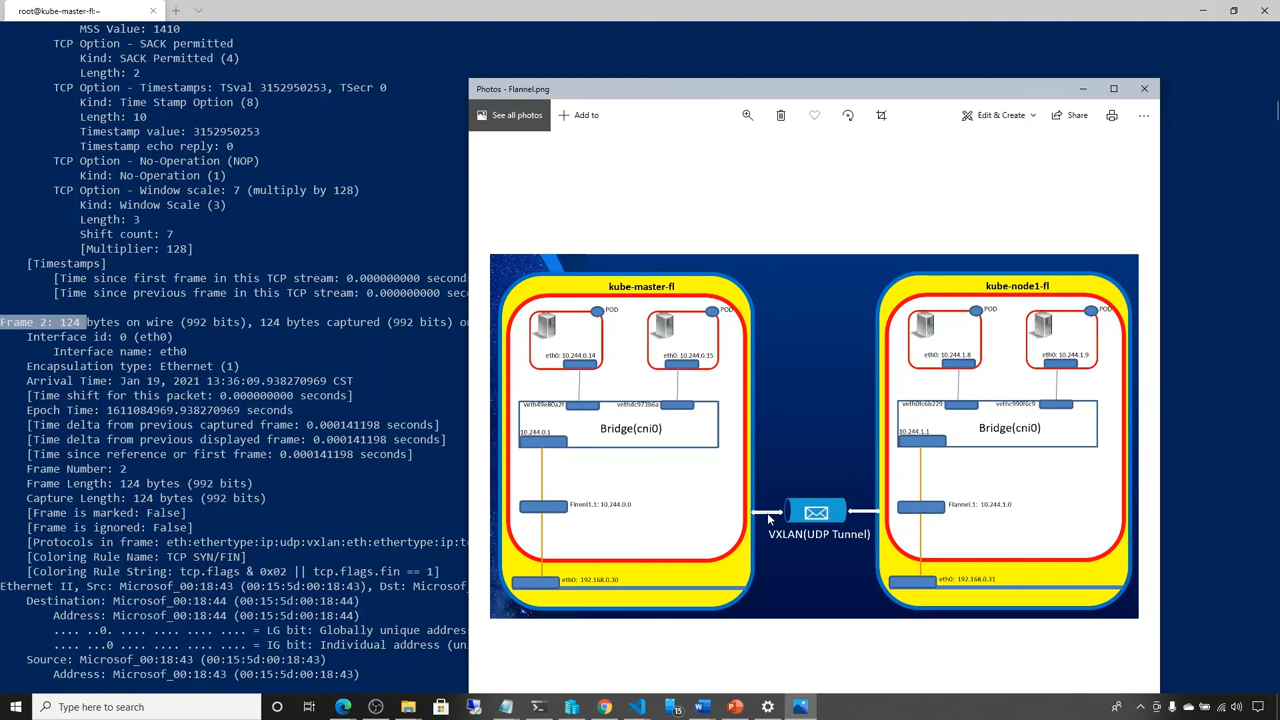 root@kube-master-fl:~
MSS Value: 1410
TCP Option - SACK permitted
Kind: SACK Permitted (4)
Length: 2
TCP Option - Timestamps: TSval 3152950253, TSecr 0
Kind: Time Stamp Option (8)
Length: 10
Timestamp value: 3152950253
Timestamp echo reply: 0
TCP Option - No-Operation (NOP)
Kind: No-Operation (1)
TCP Option - Window scale: 7 (multiply by 128)
Kind: Window Scale (3)
Length: 3
Shift count: 7
[Multiplier: 128]
[Timestamps]
[Time since first frame in this TCP stream: 0.000000000 second
[Time since previous frame in this TCP stream: 0.000000000 sec
Frame 2: 124 bytes on wire (992 bits), 124 bytes captured (992 bits) o
Interface id: 0 (eth0)
Interface name: eth0
Encapsulation type: Ethernet (1)
Arrival Time: Jan 19, 2021 13:36:09.938270969 CST
[Time shift for this packet: 0.000000000 seconds]
Epoch Time: 1611084969.938270969 seconds
[Time delta from previous captured frame: 0.000141198 seconds]
[Time delta from previous displayed frame: 0.000141198 seconds]
[Time since reference or first frame: 0.000141198 seconds]
Frame Number: 2
Frame Length: 124 bytes (992 bits)
Capture Length: 124 bytes (992 bits)
[Frame is marked: False]
[Frame is ignored: False]
[Protocols in frame: eth:ethertype:ip:udp:vxlan:eth:ethertype:ip:tc
[Coloring Rule Name: TCP SYN/FIN]
[Coloring Rule String: tcp.flags & 0x02 || tcp.flags.fin == 1]
Ethernet II, Src: Microsof_00:18:43 (00:15:5d:00:18:43), Dst: Microsof
Destination: Microsof_00:18:44 (00:15:5d:00:18:44)
Address: Microsof_00:18:44 (00:15:5d:00:18:44)
.... ..0. .... .... .... .... = LG bit: Globally unique addre
.... ...0 .... .... .... .... = IG bit: Individual address (u
Source: Microsof_00:18:43 (00:15:5d:00:18:43)
Address: Microsof_00:18:43 (00:15:5d:00:18:43)
Photos - Flannel.png
See all photos
Add to
Edit & Create
Share
kube-master-fl
POD
POD
eth0: 10.244.0.14
eth0: 10.244.0.15
veth49e80a2f
vethdc973b6a
10.244.0.1
Bridge(cni0)
Finenl1.1: 10.244.0.0
eth0: 192.168.0.30
VXLAN(UDP Tunnel)
kube-node1-fl
POD
POD
eth0: 10.244.1.8
eth0: 10.244.1.9
veth0fc6b229
vethc990f6c9
10.244.1.1
Bridge(cni0)
Flannel.1: 10.244.1.0
eth0: 192.168.0.31
Type here to search
15